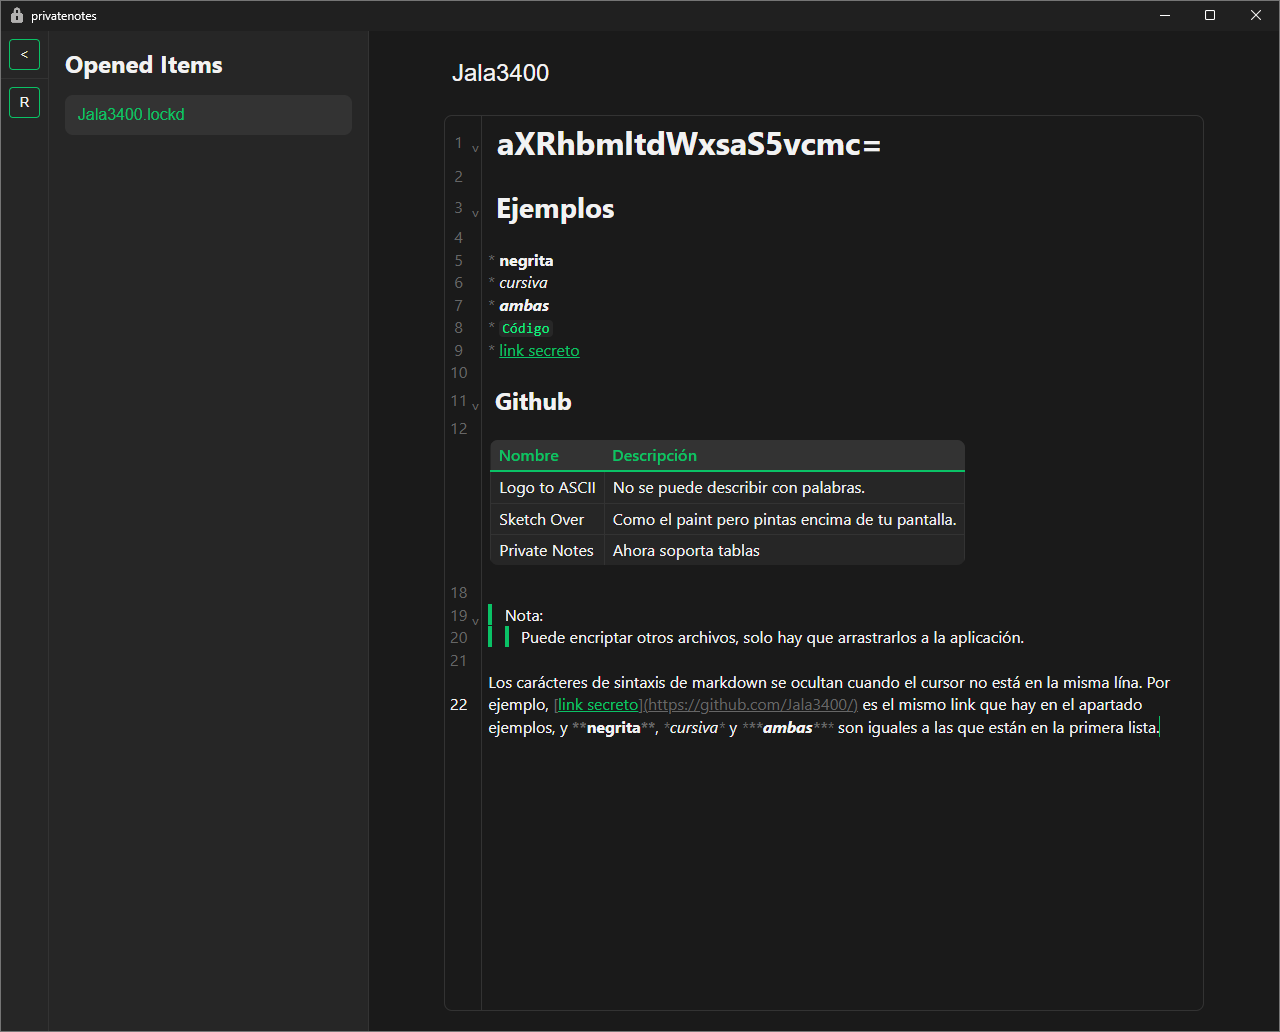 privatenotes
<
R
Opened Items
Jala3400.lockd
Jala3400
1 v aXRhbmltdWxsaS5vcmc=
2
3 v Ejemplos
4
5 * negrita
6 * cursiva
7 * ambas
8 * Código
9 * link secreto
10
11 v Github
12
Nombre Descripción
Logo to ASCII No se puede describir con palabras.
Sketch Over Como el paint pero pintas encima de tu pantalla.
Private Notes Ahora soporta tablas
18
19 v Nota:
20 Puede encriptar otros archivos, solo hay que arrastrarlos a la aplicación.
21
Los carácteres de sintaxis de markdown se ocultan cuando el cursor no está en la misma lína. Por
22 ejemplo, [link secreto](https://github.com/Jala3400/) es el mismo link que hay en el apartado
ejemplos, y **negrita**, *cursiva* y ***ambas*** son iguales a las que están en la primera lista.